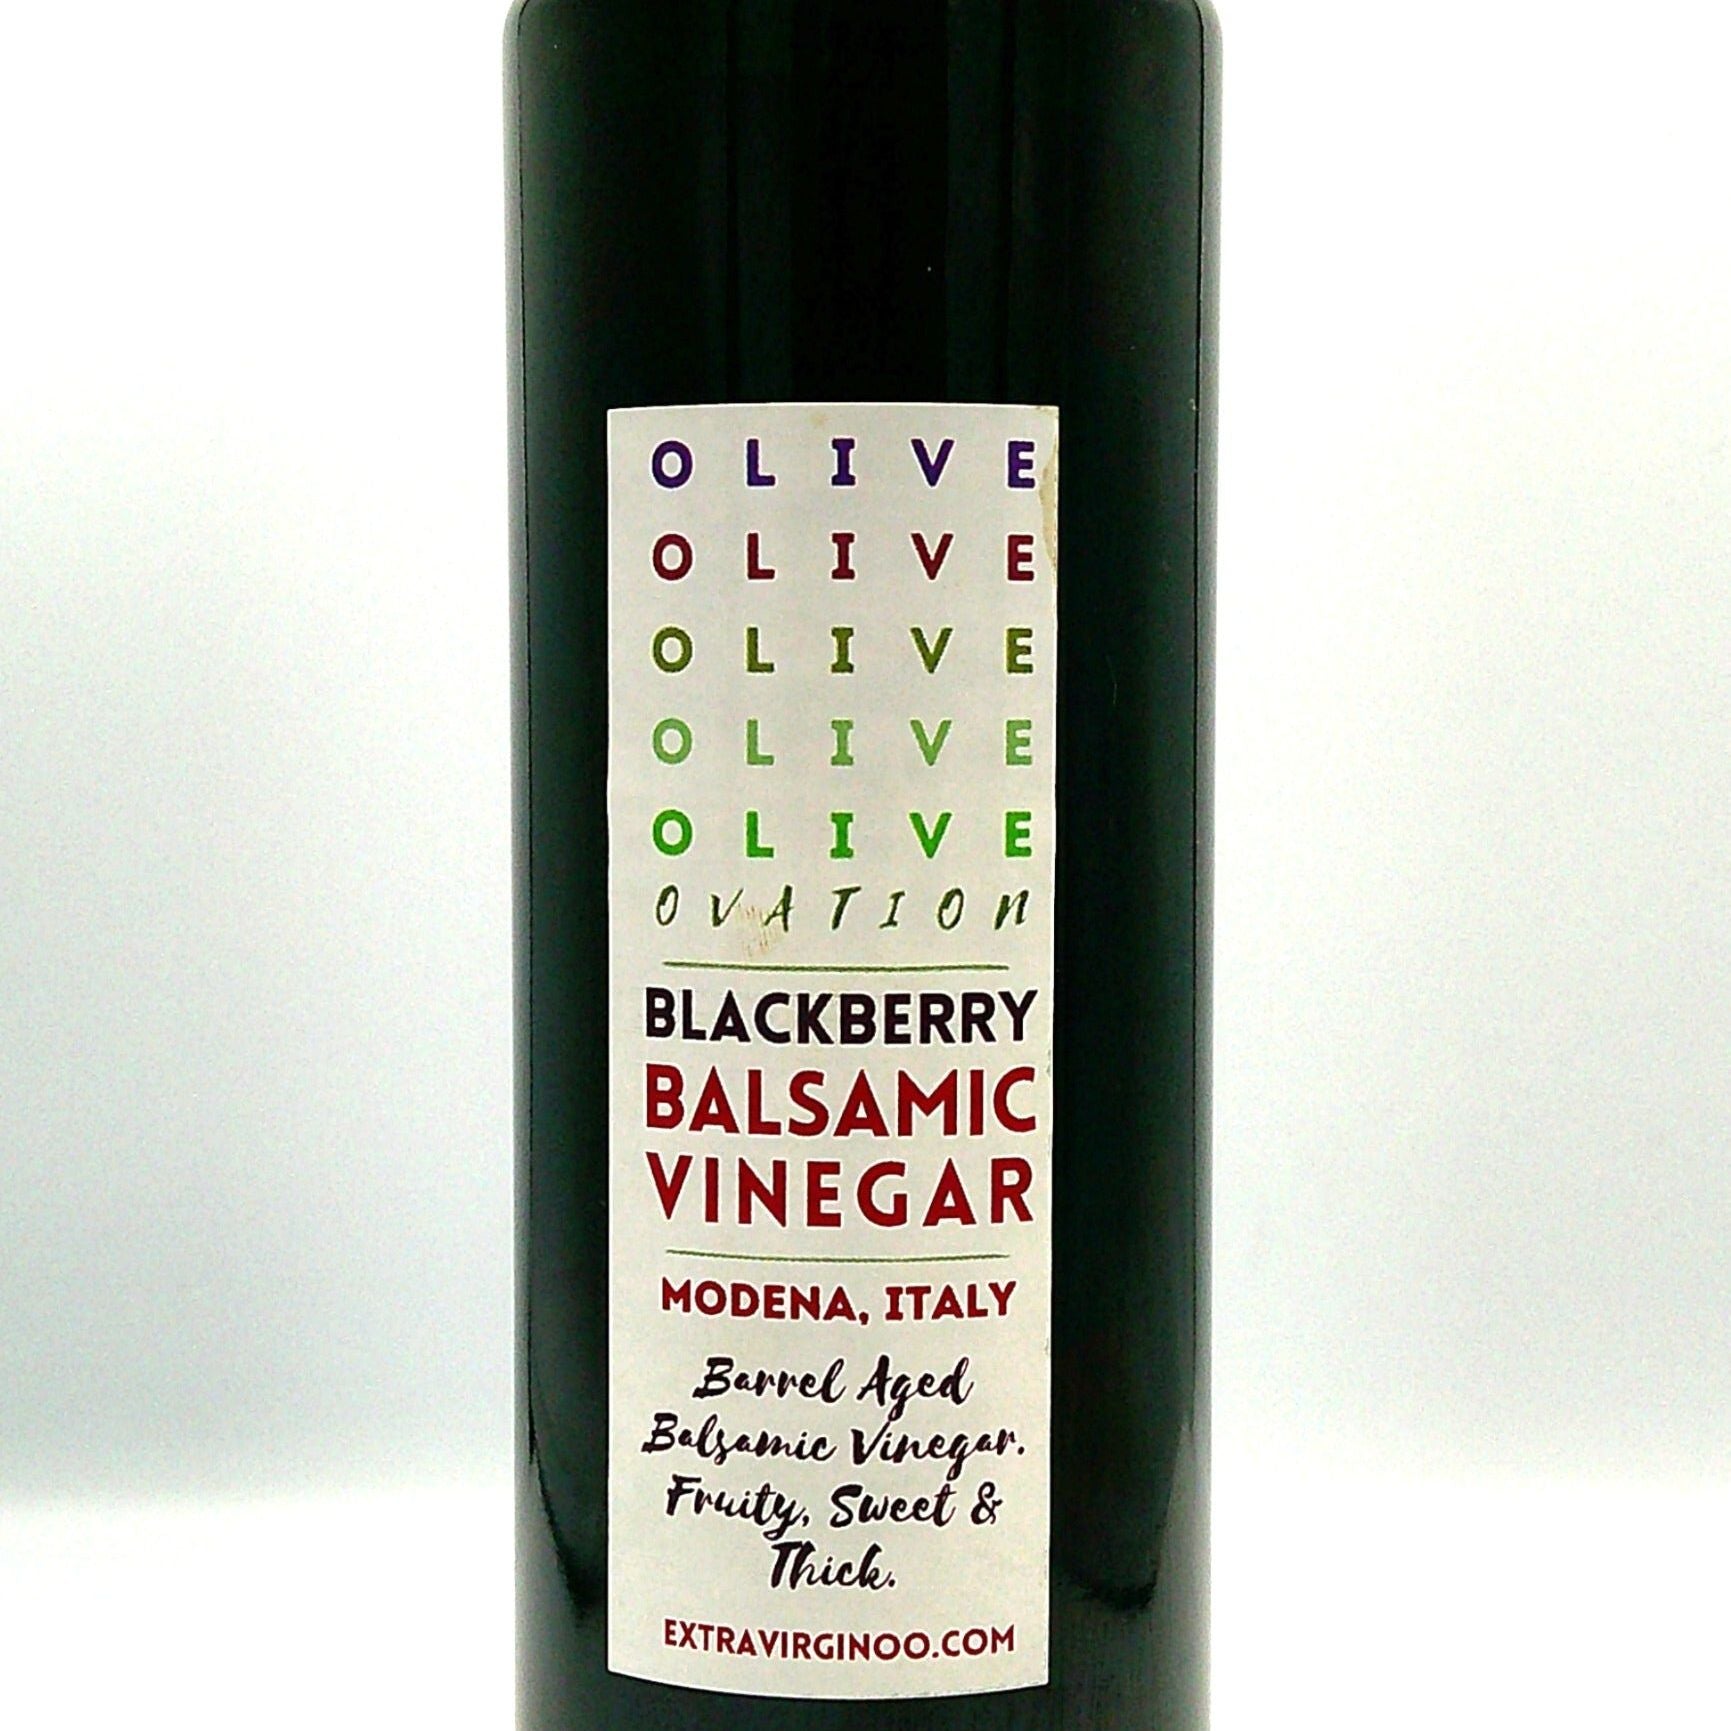 OLIVE
OLIVE
OLIVE
OLIVE
OLIVE
OVATION
BLACKBERRY
BALSAMIC
VINEGAR
MODENA, ITALY
Barrel Aged
Balsamic Vinegar.
Fruity, Sweet &
Thick.
EXTRAVIRGINOO.COM